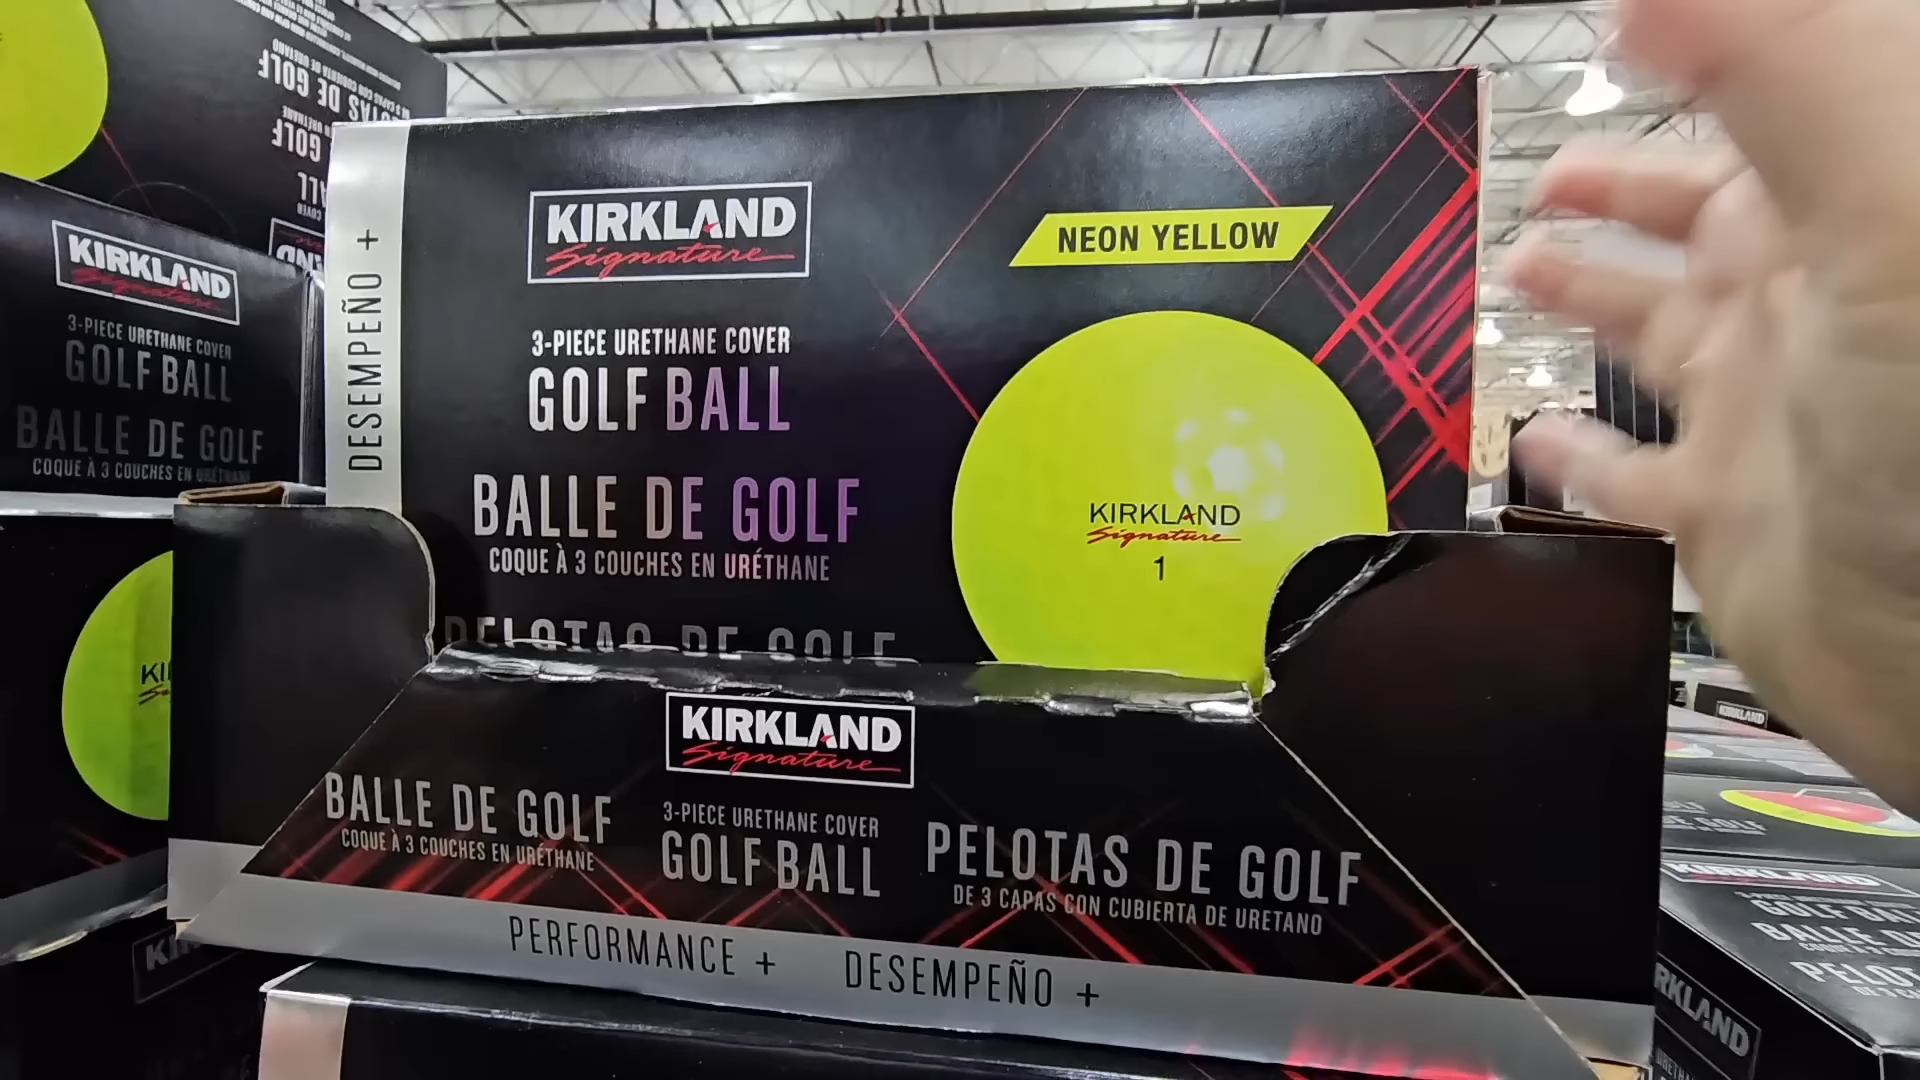 KIRKLAND
Signature
3-PIECE URETHANE COVER
GOLF BALL
BALLE DE GOLF
COQUE À 3 COUCHES EN URÉTHANE
DESEMPEÑO +
KIRKLAND
Signature
3-PIECE URETHANE COVER
GOLF BALL
BALLE DE GOLF
COQUE À 3 COUCHES EN URÉTHANE
PELOTAS DE GOLF
NEON YELLOW
KIRKLAND
Signature
1
KIRKLAND
Signature
BALLE DE GOLF
COQUE À 3 COUCHES EN URÉTHANE
3-PIECE URETHANE COVER
GOLF BALL
PELOTAS DE GOLF
DE 3 CAPAS CON CUBIERTA DE URETANO
PERFORMANCE + DESEMPEÑO +
KIRKLAND